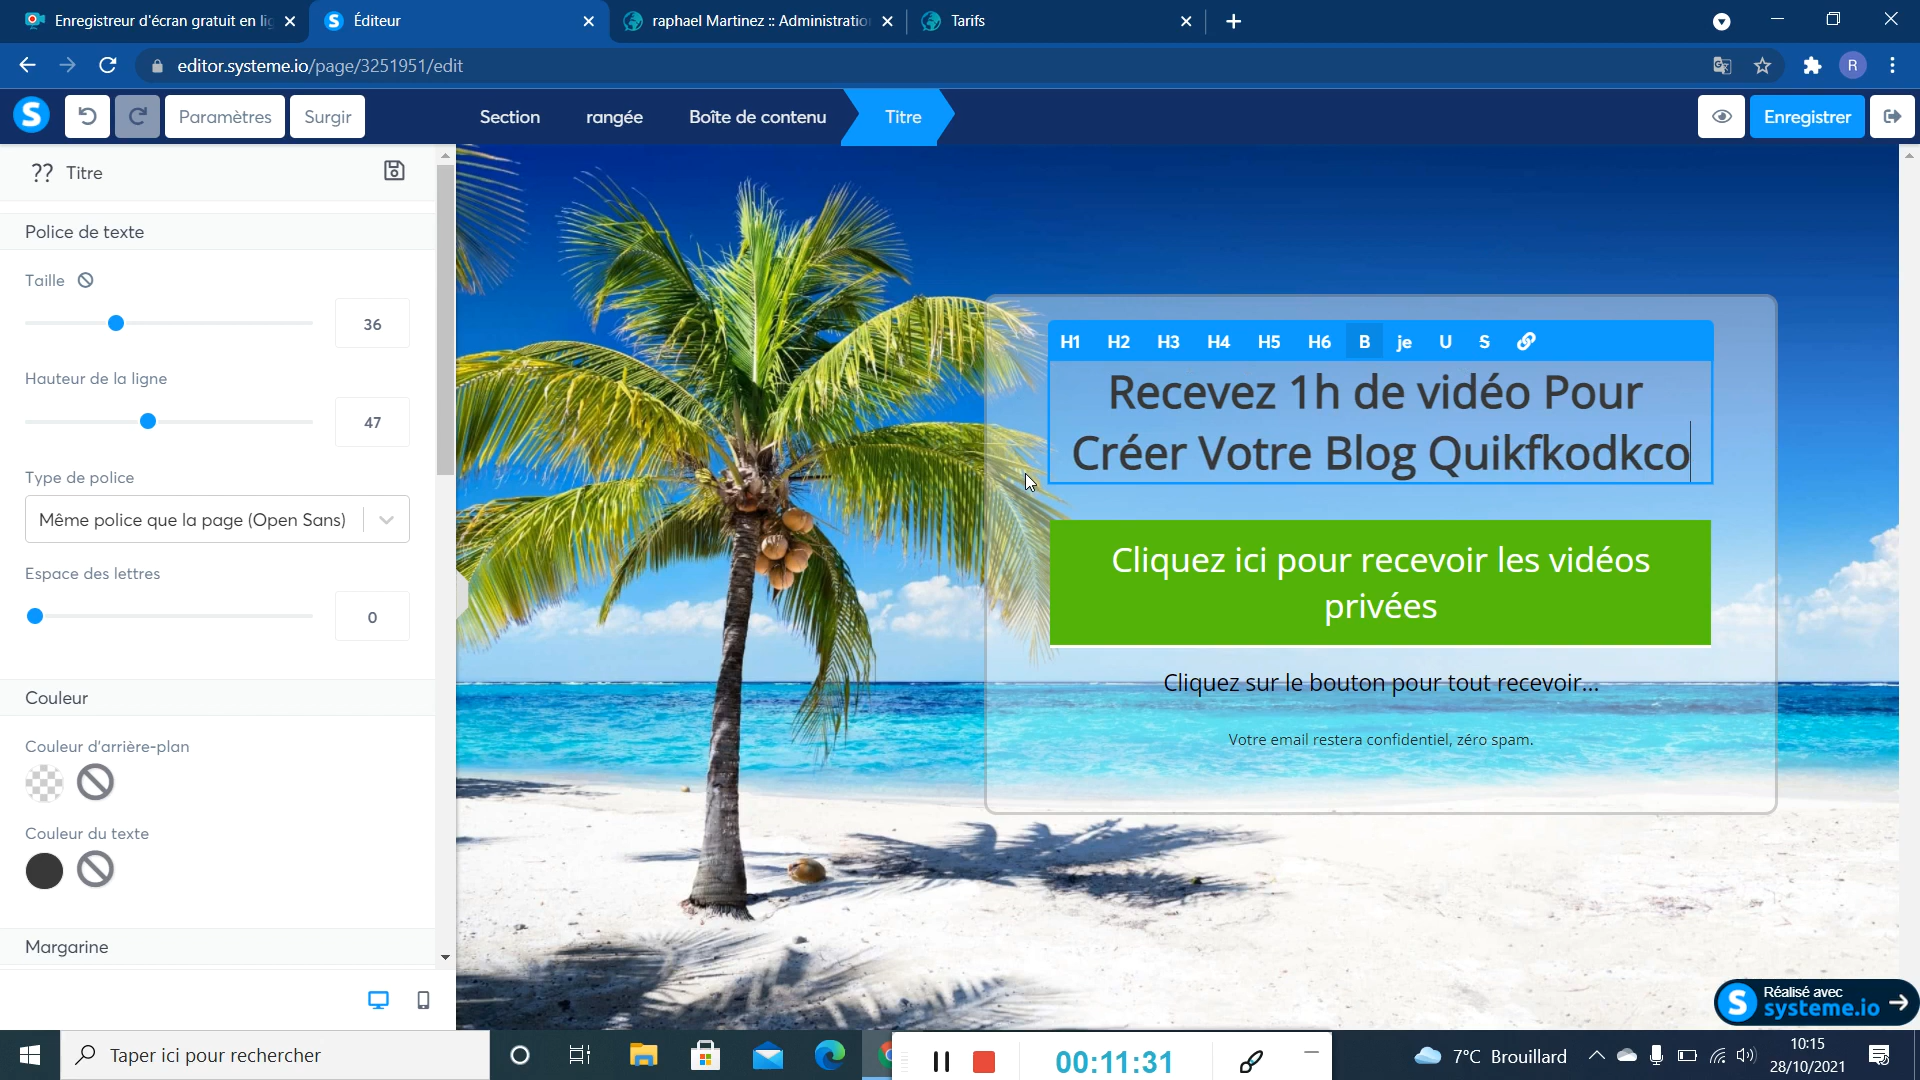 Enregistreur d'écran gratuit en lig
Éditeur
raphael Martinez :: Administratio
Tarifs
editor.systeme.io/page/3251951/edit
R
S
Paramètres
Surgir
Section
rangée
Boîte de contenu
Titre
Enregistrer
?? Titre
Police de texte
Taille
36
Hauteur de la ligne
47
Type de police
Même police que la page (Open Sans)
Espace des lettres
0
Couleur
Couleur d'arrière-plan
Couleur du texte
Margarine
H1 H2 H3 H4 H5 H6 B je U S
Recevez 1h de vidéo Pour
Créer Votre Blog Quikfkodkco
Cliquez ici pour recevoir les vidéos
privées
Cliquez sur le bouton pour tout recevoir...
Votre email restera confidentiel, zéro spam.
S
Réalisé avec
systeme.io
Taper ici pour rechercher
00:11:31
7°C Brouillard
10:15
28/10/2021